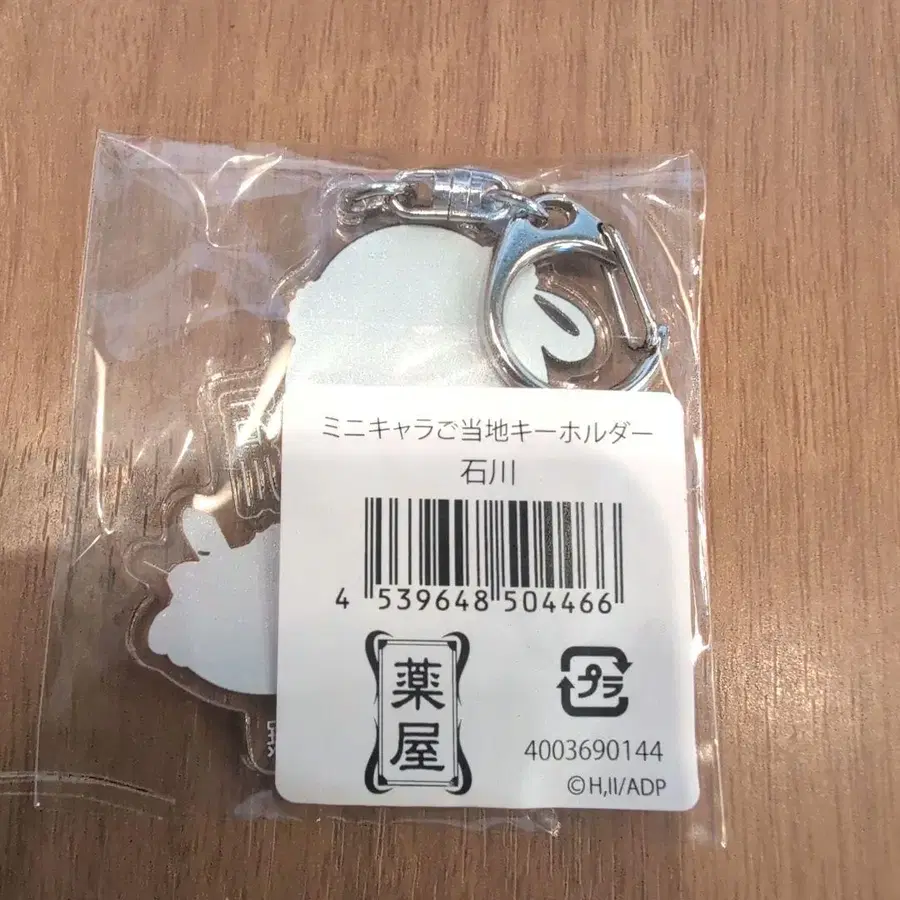 ミニキャラご当地キーホルダー
石川
4 539648 504466
薬屋
プラ
4003690144
©H,II/ADP